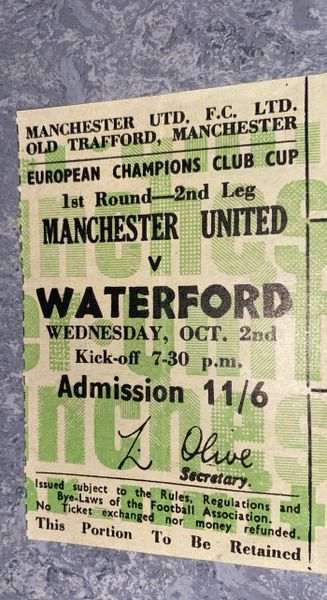 MANCHESTER UTD. F.C. LTD.
OLD TRAFFORD, MANCHESTER
EUROPEAN CHAMPIONS CLUB CUP
1st Round—2nd Leg
MANCHESTER UNITED
v
WATERFORD
WEDNESDAY, OCT. 2nd
Kick-off 7-30 p.m.
Admission 11/6
L. Olive
Secretary.
Issued subject to the Rules, Regulations and
Bye-Laws of the Football Association.
No Ticket exchanged nor money refunded.
This Portion To Be Retained